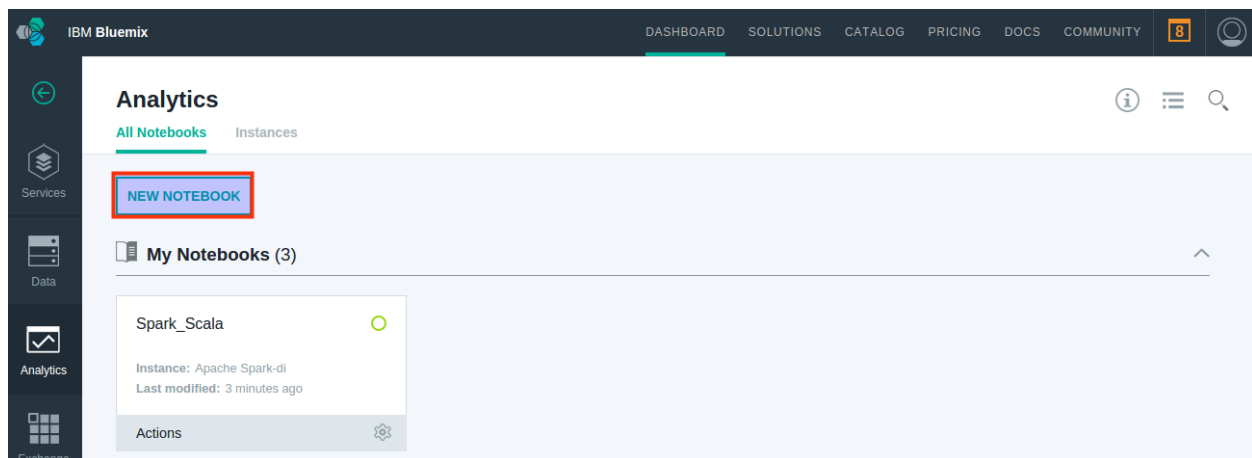 IBM Bluemix
DASHBOARD SOLUTIONS CATALOG PRICING DOCS COMMUNITY 8
Analytics
All Notebooks Instances
Services
NEW NOTEBOOK
My Notebooks (3)
Data
Spark_Scala
Instance: Apache Spark-di
Analytics
Last modified: 3 minutes ago
Actions
Exchange